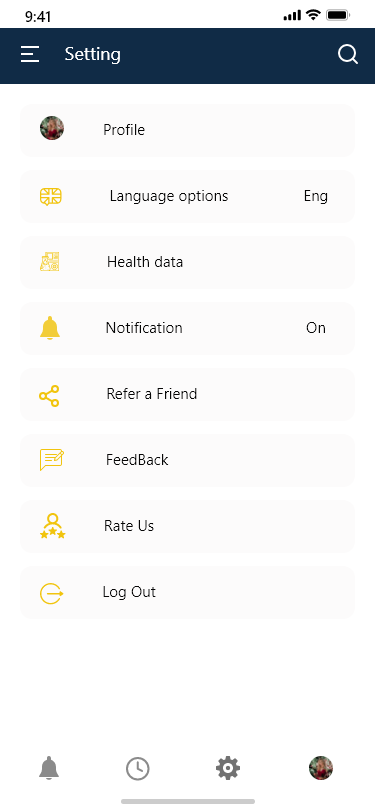 9:41
Setting
Profile
Language options Eng
Health data
Notification On
Refer a Friend
FeedBack
Rate Us
Log Out